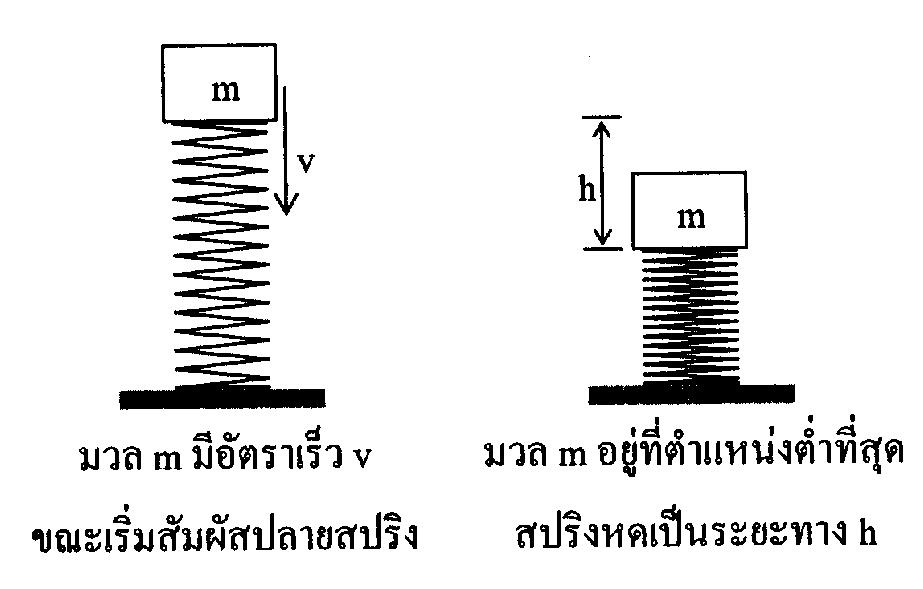 m
v
h
m
มวล m มีอัตราเร็ว v
ขณะเริ่มสัมผัสปลายสปริง
มวล m อยู่ที่ตำแหน่งต่ำที่สุด
สปริงหดเป็นระยะทาง h